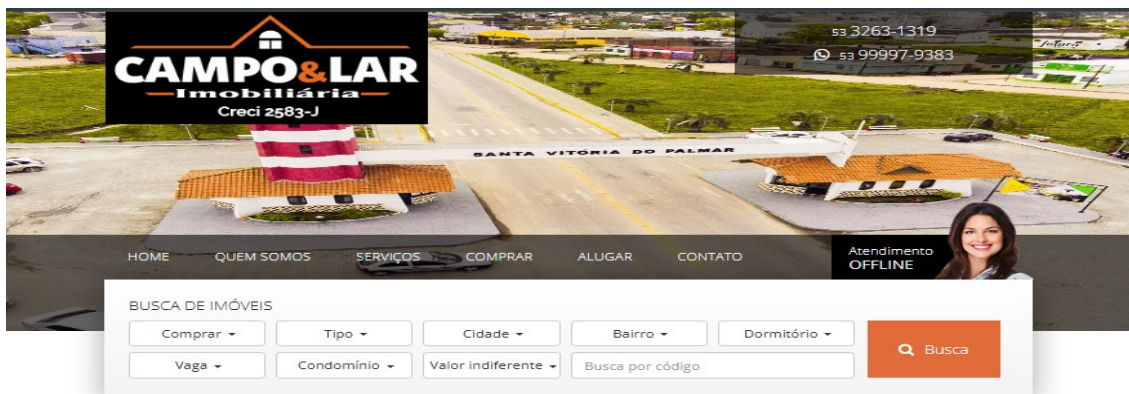 CAMPO&LAR
Imobiliária
Creci 2583-J
53 3263-1319
53 99997-9383
Futura
SANTA VITÓRIA DO PALMAR
HOME QUEM SOMOS SERVIÇOS COMPRAR ALUGAR CONTATO
Atendimento
OFFLINE
BUSCA DE IMÓVEIS
Comprar Tipo Cidade Bairro Dormitório
Vaga Condomínio Valor indiferente Busca por código
Busca